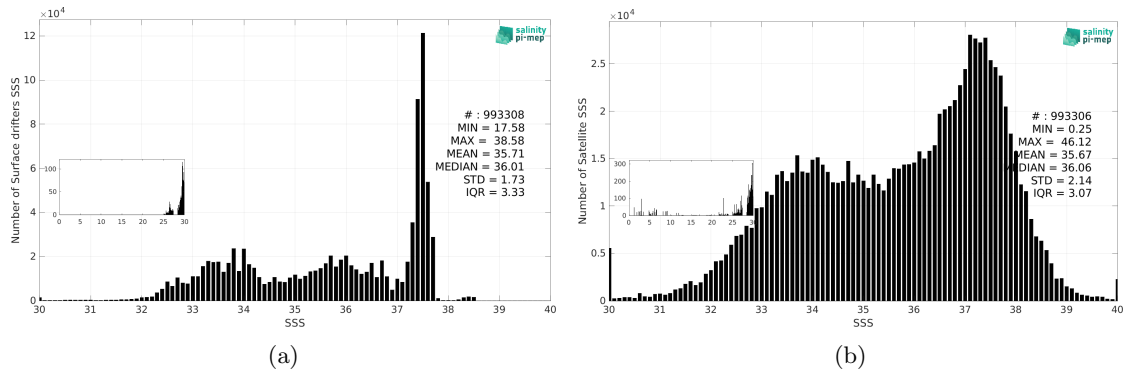 ×10⁴
salinity
pi-mep
Number of Surface drifters SSS
12
10
8
6
4
2
0
# : 993308
MIN = 17.58
MAX = 38.58
MEAN = 35.71
MEDIAN = 36.01
STD = 1.73
IQR = 3.33
100
50
0
0 5 10 15 20 25 30
30 31 32 33 34 35 36 37 38 39 40
SSS
(a)
×10⁴
salinity
pi-mep
Number of Satellite SSS
2.5
2
1.5
1
0.5
0
# : 993306
MIN = 0.25
MAX = 46.12
MEAN = 35.67
MEDIAN = 36.06
STD = 2.14
IQR = 3.07
300
200
100
0
0 5 10 15 20 25 30
30 31 32 33 34 35 36 37 38 39 40
SSS
(b)